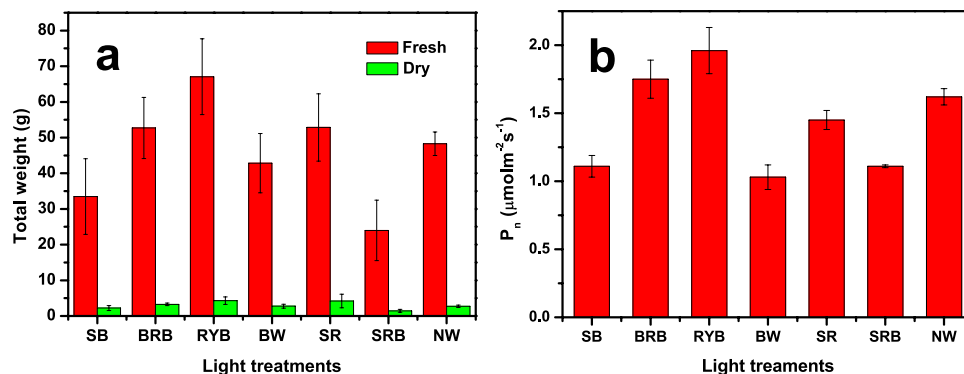 a
Fresh
Dry
Total weight (g)
90
80
70
60
50
40
30
20
10
0
SB BRB RYB BW SR SRB NW
Light treatments
b
Pn (μmolm-2s-1)
2.0
1.5
1.0
0.5
0.0
SB BRB RYB BW SR SRB NW
Light treaments